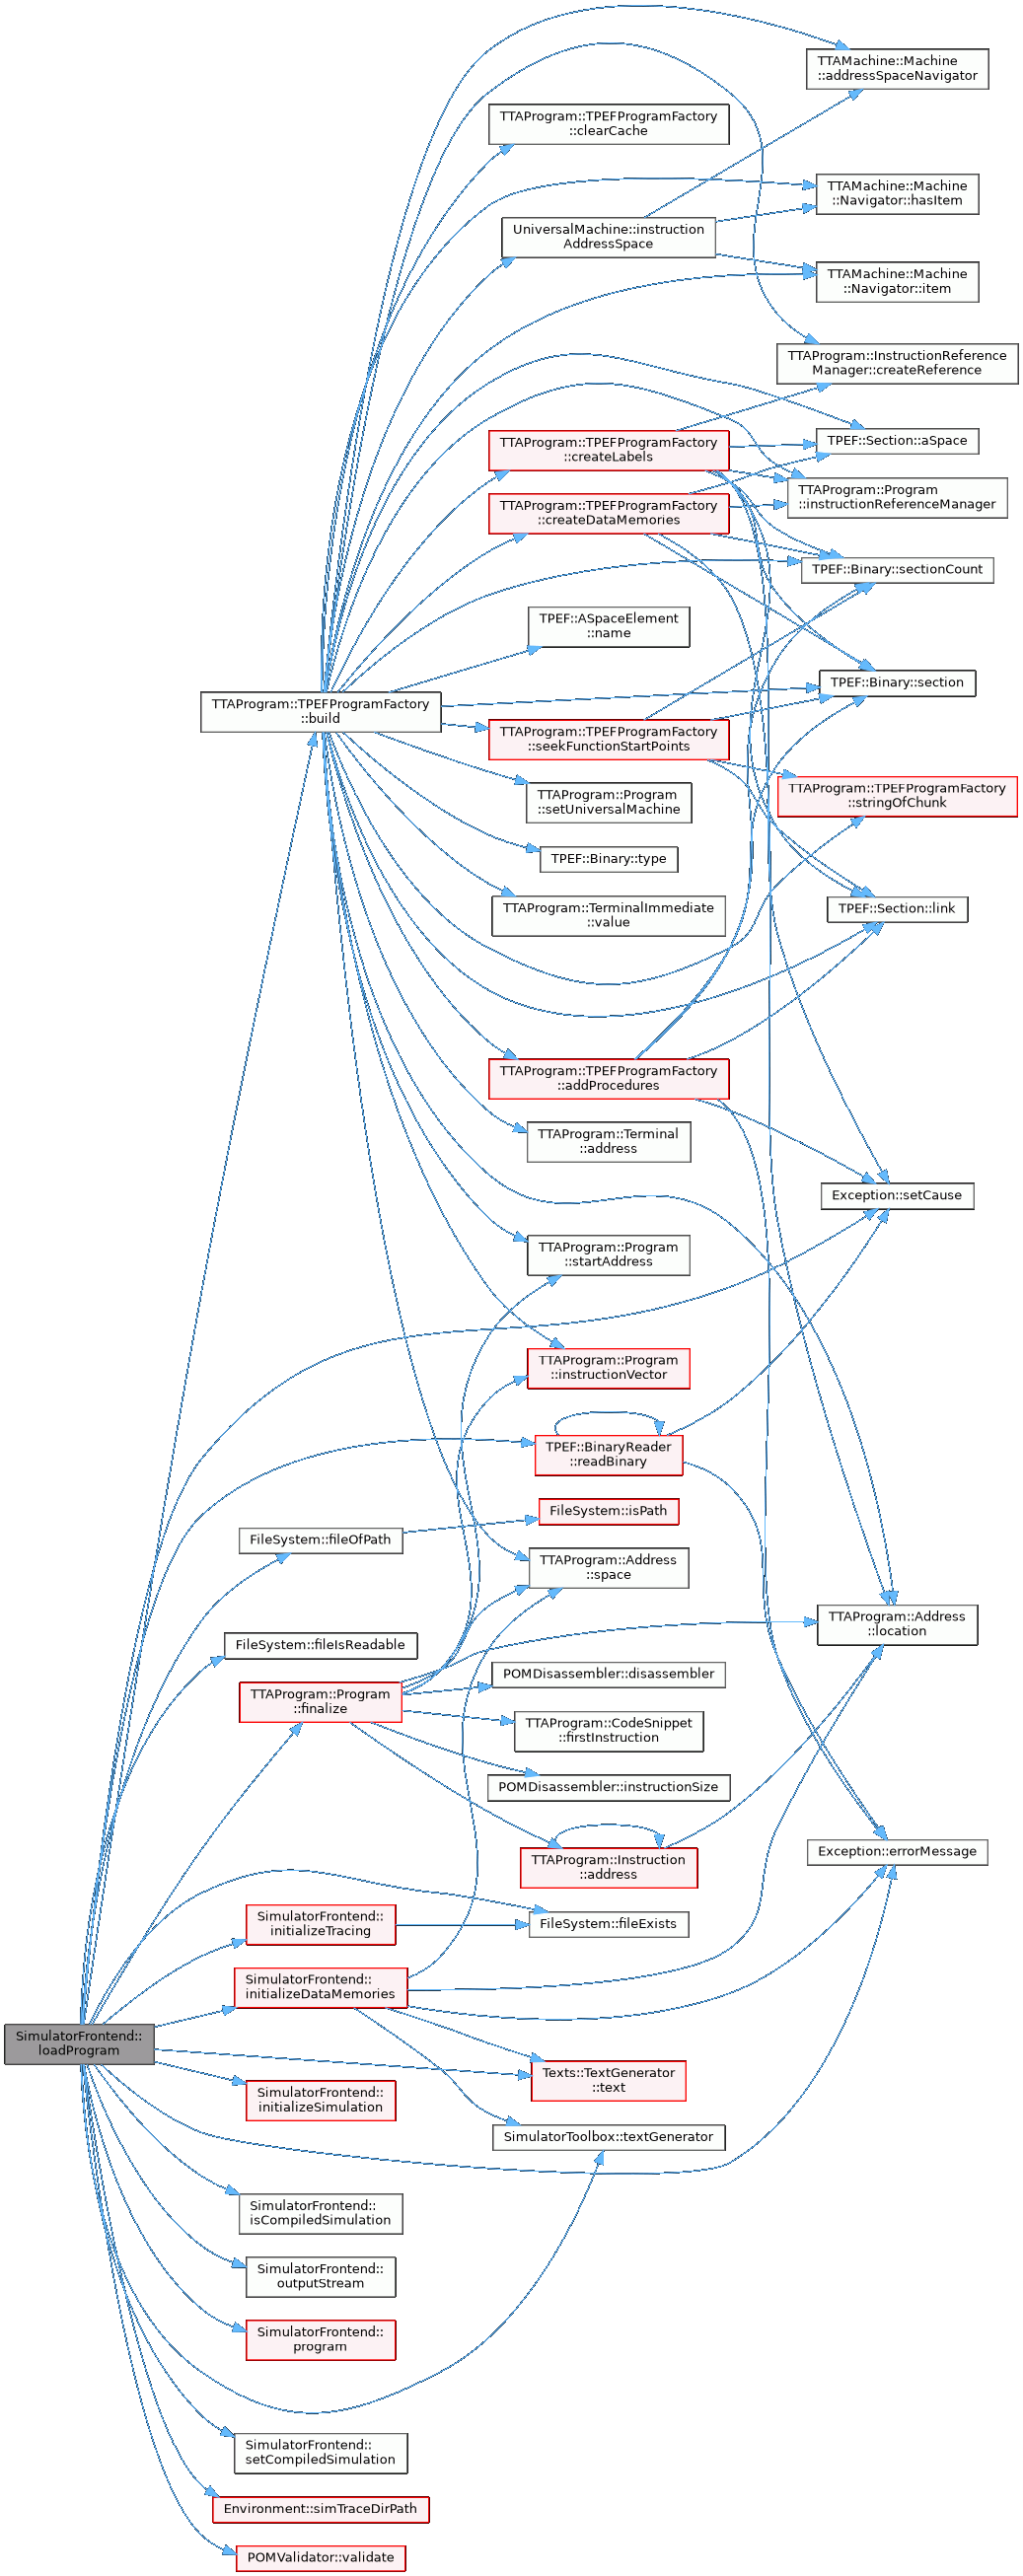 TTAMachine::Machine
::addressSpaceNavigator
TTAProgram::TPEFProgramFactory
::clearCache
TTAMachine::Machine
::Navigator::hasItem
UniversalMachine::instruction
AddressSpace
TTAMachine::Machine
::Navigator::item
TTAProgram::InstructionReference
Manager::createReference
TTAProgram::TPEFProgramFactory
::createLabels
TPEF::Section::aSpace
TTAProgram::Program
::instructionReferenceManager
TTAProgram::TPEFProgramFactory
::createDataMemories
TPEF::Binary::sectionCount
TPEF::ASpaceElement
::name
TPEF::Binary::section
TTAProgram::TPEFProgramFactory
::build
TTAProgram::TPEFProgramFactory
::seekFunctionStartPoints
TTAProgram::Program
::setUniversalMachine
TTAProgram::TPEFProgramFactory
::stringOfChunk
TPEF::Binary::type
TTAProgram::TerminalImmediate
::value
TPEF::Section::link
TTAProgram::TPEFProgramFactory
::addProcedures
TTAProgram::Terminal
::address
Exception::setCause
TTAProgram::Program
::startAddress
TTAProgram::Program
::instructionVector
TPEF::BinaryReader
::readBinary
FileSystem::isPath
FileSystem::fileOfPath
TTAProgram::Address
::space
TTAProgram::Address
::location
FileSystem::fileIsReadable
POMDisassembler::disassembler
TTAProgram::Program
::finalize
TTAProgram::CodeSnippet
::firstInstruction
POMDisassembler::instructionSize
Exception::errorMessage
TTAProgram::Instruction
::address
SimulatorFrontend::
initializeTracing
FileSystem::fileExists
SimulatorFrontend::
initializeDataMemories
SimulatorFrontend::
loadProgram
Texts::TextGenerator
::text
SimulatorFrontend::
initializeSimulation
SimulatorToolbox::textGenerator
SimulatorFrontend::
isCompiledSimulation
SimulatorFrontend::
outputStream
SimulatorFrontend::
program
SimulatorFrontend::
setCompiledSimulation
Environment::simTraceDirPath
POMValidator::validate